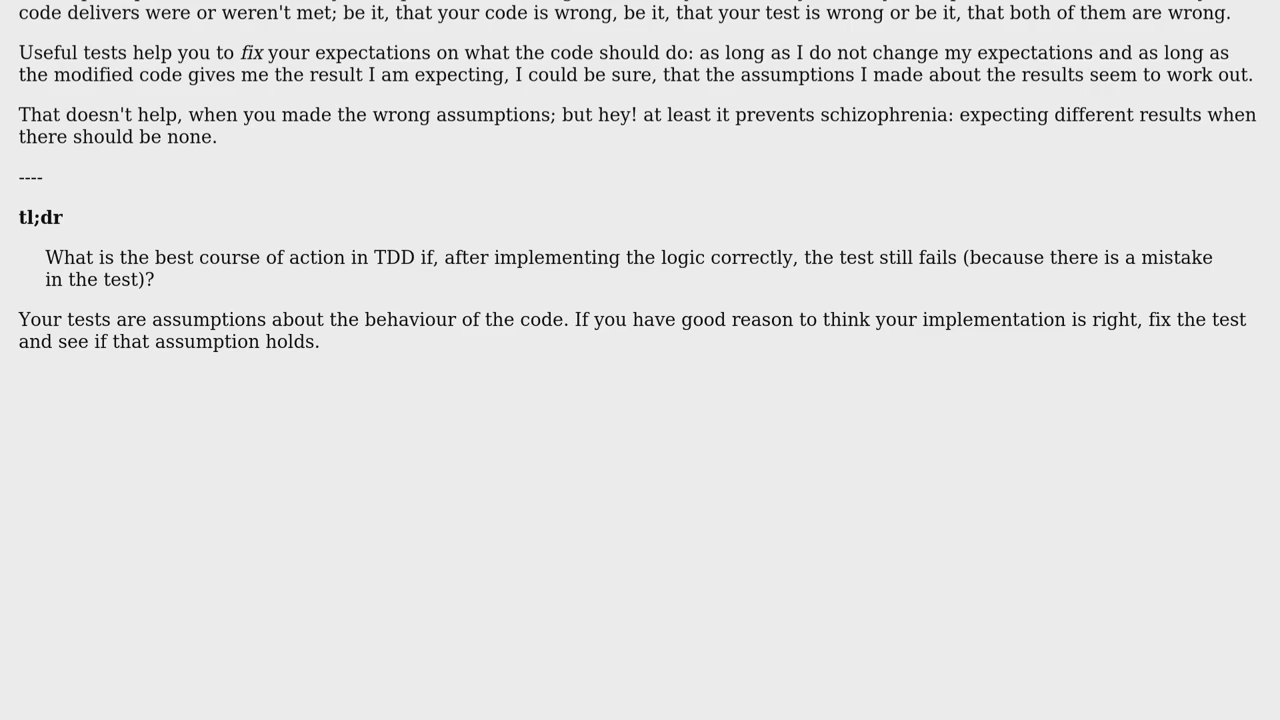 code delivers were or weren't met; be it, that your code is wrong, be it, that your test is wrong or be it, that both of them are wrong.
Useful tests help you to fix your expectations on what the code should do: as long as I do not change my expectations and as long as
the modified code gives me the result I am expecting, I could be sure, that the assumptions I made about the results seem to work out.
That doesn't help, when you made the wrong assumptions; but hey! at least it prevents schizophrenia: expecting different results when
there should be none.
----
tl;dr
What is the best course of action in TDD if, after implementing the logic correctly, the test still fails (because there is a mistake
in the test)?
Your tests are assumptions about the behaviour of the code. If you have good reason to think your implementation is right, fix the test
and see if that assumption holds.